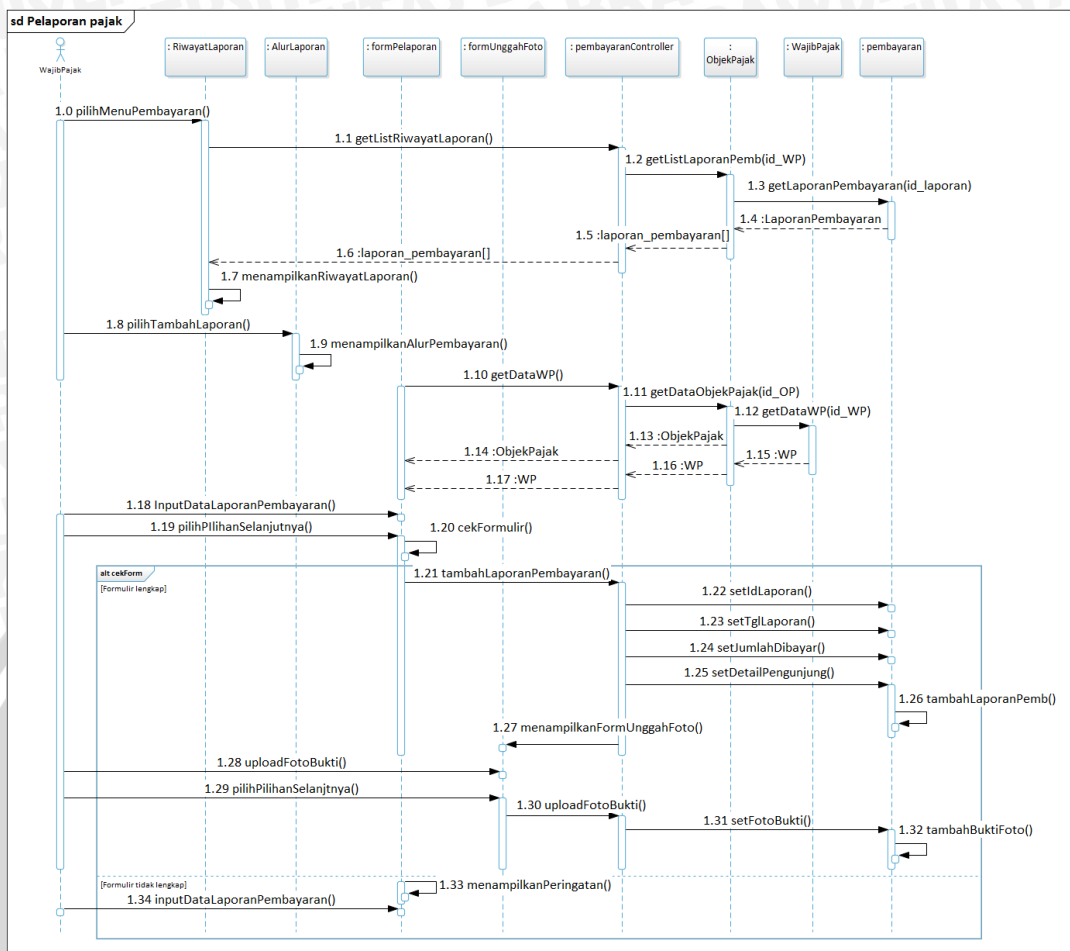 sd Pelaporan pajak
WajibPajak
: RiwayatLaporan
: AlurLaporan
: formPelaporan
: formUnggahFoto
: pembayaranController
:
ObjekPajak
: WajibPajak
: pembayaran
1.0 pilihMenuPembayaran()
1.1 getListRiwayatLaporan()
1.2 getListLaporanPemb(id_WP)
1.3 getLaporanPembayaran(id_laporan)
1.4 :LaporanPembayaran
1.5 :laporan_pembayaran[]
1.6 :laporan_pembayaran[]
1.7 menampilkanRiwayatLaporan()
1.8 pilihTambahLaporan()
1.9 menampilkanAlurPembayaran()
1.10 getDataWP()
1.11 getDataObjekPajak(id_OP)
1.12 getDataWP(id_WP)
1.13 :ObjekPajak
1.14 :ObjekPajak
1.15 :WP
1.16 :WP
1.17 :WP
1.18 InputDataLaporanPembayaran()
1.19 pilihPIlihanSelanjutnya()
1.20 cekFormulir()
alt cekForm
[Formulir lengkap]
1.21 tambahLaporanPembayaran()
1.22 setIdLaporan()
1.23 setTglLaporan()
1.24 setJumlahDibayar()
1.25 setDetailPengunjung()
1.26 tambahLaporanPemb()
1.27 menampilkanFormUnggahFoto()
1.28 uploadFotoBukti()
1.29 pilihPilihanSelanjtnya()
1.30 uploadFotoBukti()
1.31 setFotoBukti()
1.32 tambahBuktiFoto()
[Formulir tidak lengkap]
1.33 menampilkanPeringatan()
1.34 inputDataLaporanPembayaran()